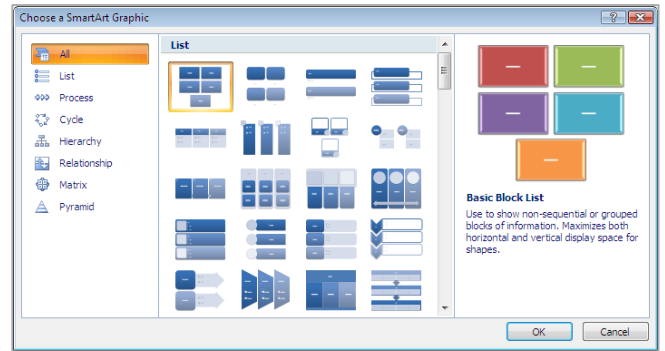 Choose a SmartArt Graphic
All
List
Process
Cycle
Hierarchy
Relationship
Matrix
Pyramid
List
Basic Block List
Use to show non-sequential or grouped
blocks of information. Maximizes both
horizontal and vertical display space for
shapes.
OK
Cancel